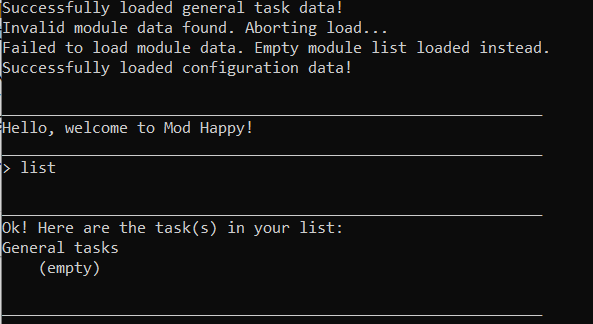 Successfully loaded general task data!
Invalid module data found. Aborting load...
Failed to load module data. Empty module list loaded instead.
Successfully loaded configuration data!
Hello, welcome to Mod Happy!
> list
Ok! Here are the task(s) in your list:
General tasks
(empty)